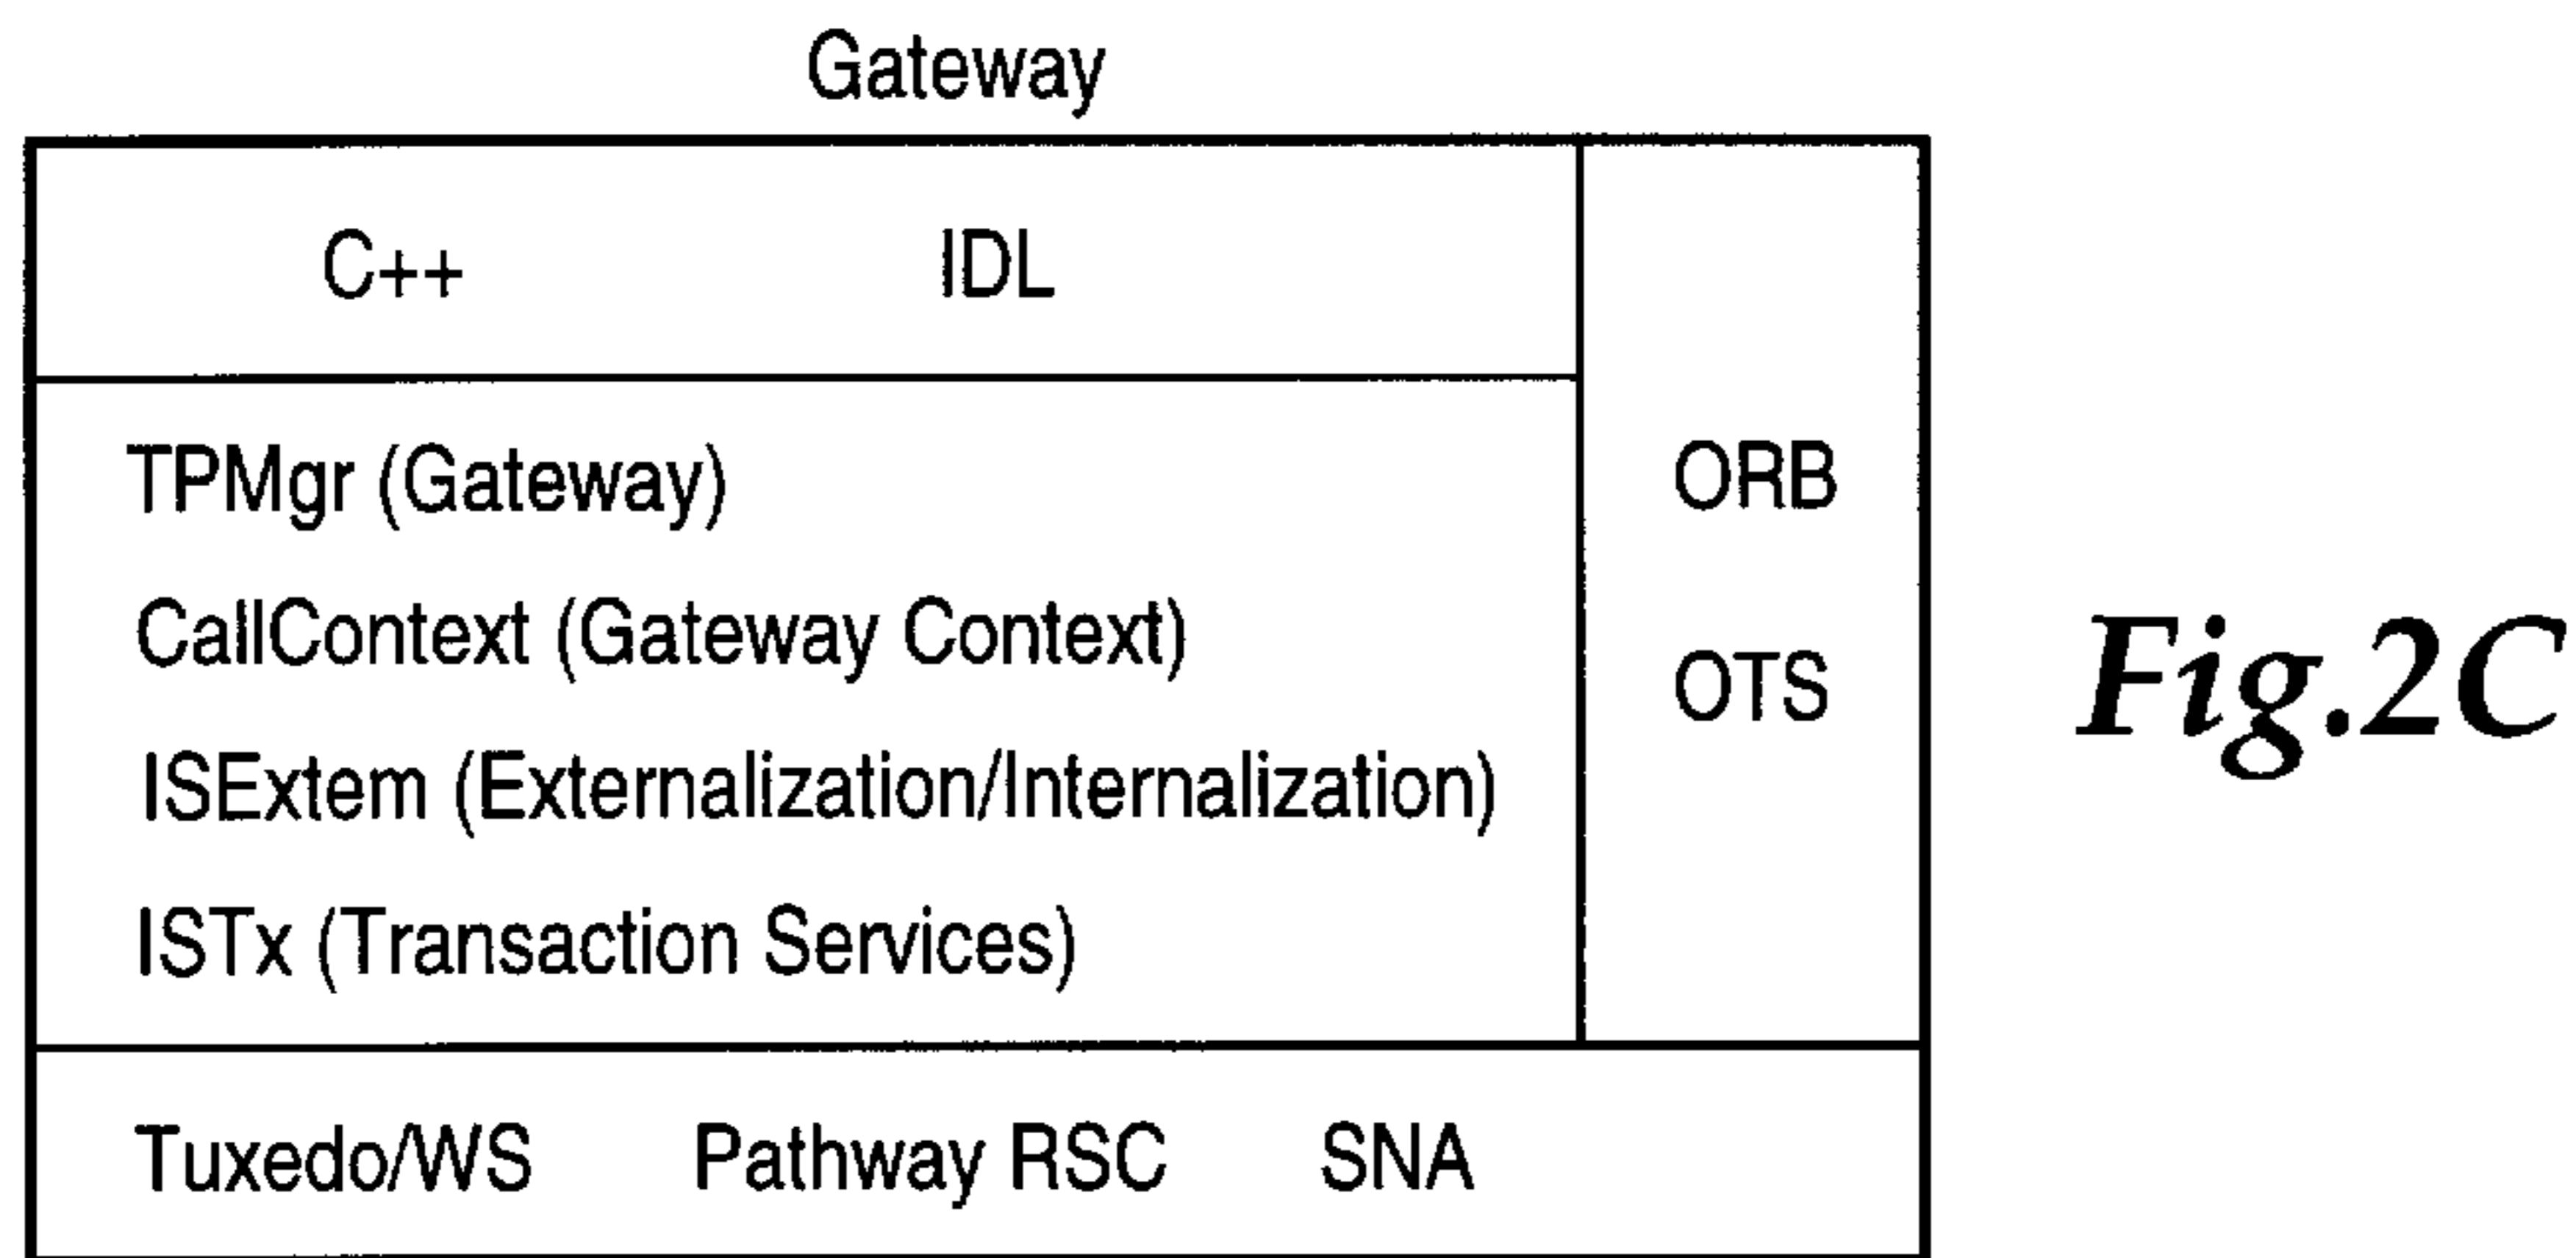 Gateway
C++ IDL
TPMgr (Gateway)
CallContext (Gateway Context)
ISExtem (Externalization/Internalization)
ISTx (Transaction Services)
ORB
OTS
Tuxedo/WS Pathway RSC SNA
Fig.2C